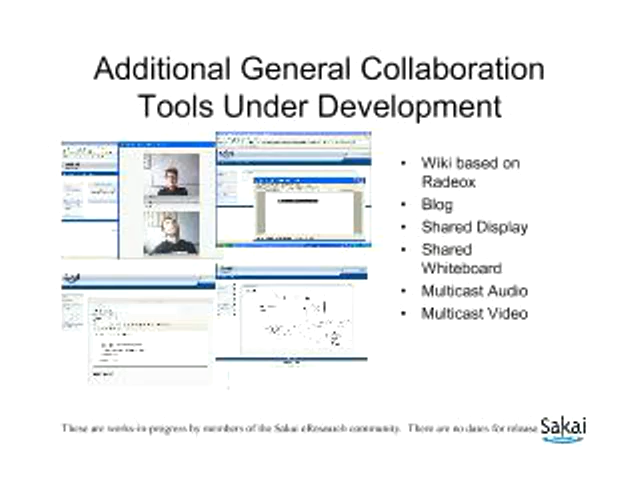 Additional General Collaboration
Tools Under Development
• Wiki based on
Radeox
• Blog
• Shared Display
• Shared
Whiteboard
• Multicast Audio
• Multicast Video
These are works-in-progress by members of the Sakai eResearch community. There are no dates for release
Sakai